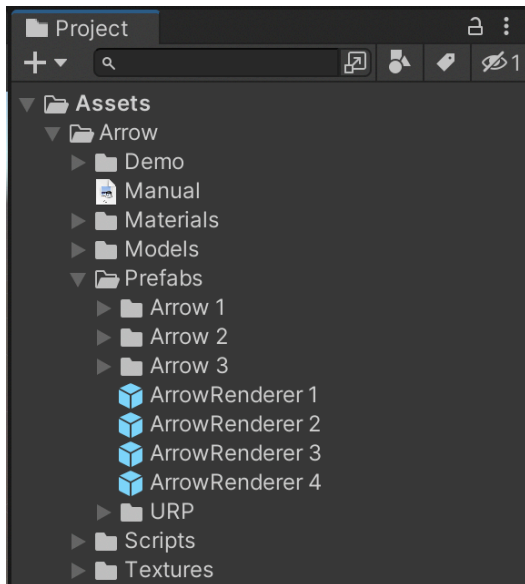 Project
1
Assets
Arrow
Demo
Manual
Materials
Models
Prefabs
Arrow 1
Arrow 2
Arrow 3
ArrowRenderer 1
ArrowRenderer 2
ArrowRenderer 3
ArrowRenderer 4
URP
Scripts
Textures